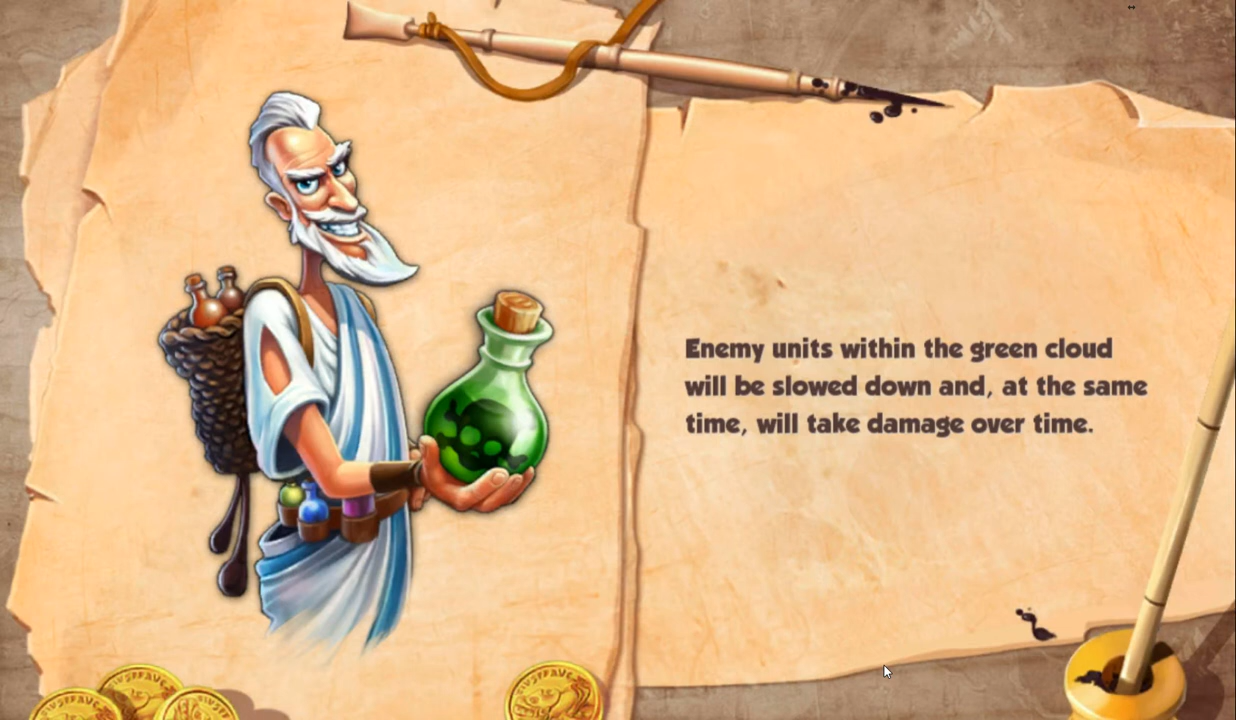 Enemy units within the green cloud
will be slowed down and, at the same
time, will take damage over time.